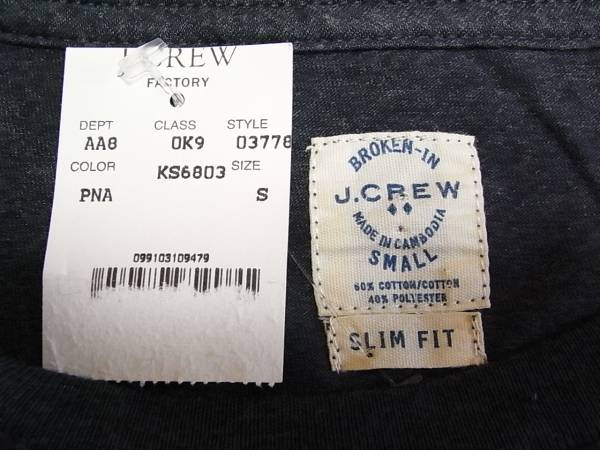 J.CREW
FACTORY
DEPT CLASS STYLE
AA8 0K9 03778
COLOR KS6803 SIZE
PNA S
099103109479
BROKEN-IN
J.CREW
MADE IN CAMBODIA
SMALL
60% COTTON/COTTON
40% POLYESTER
SLIM FIT